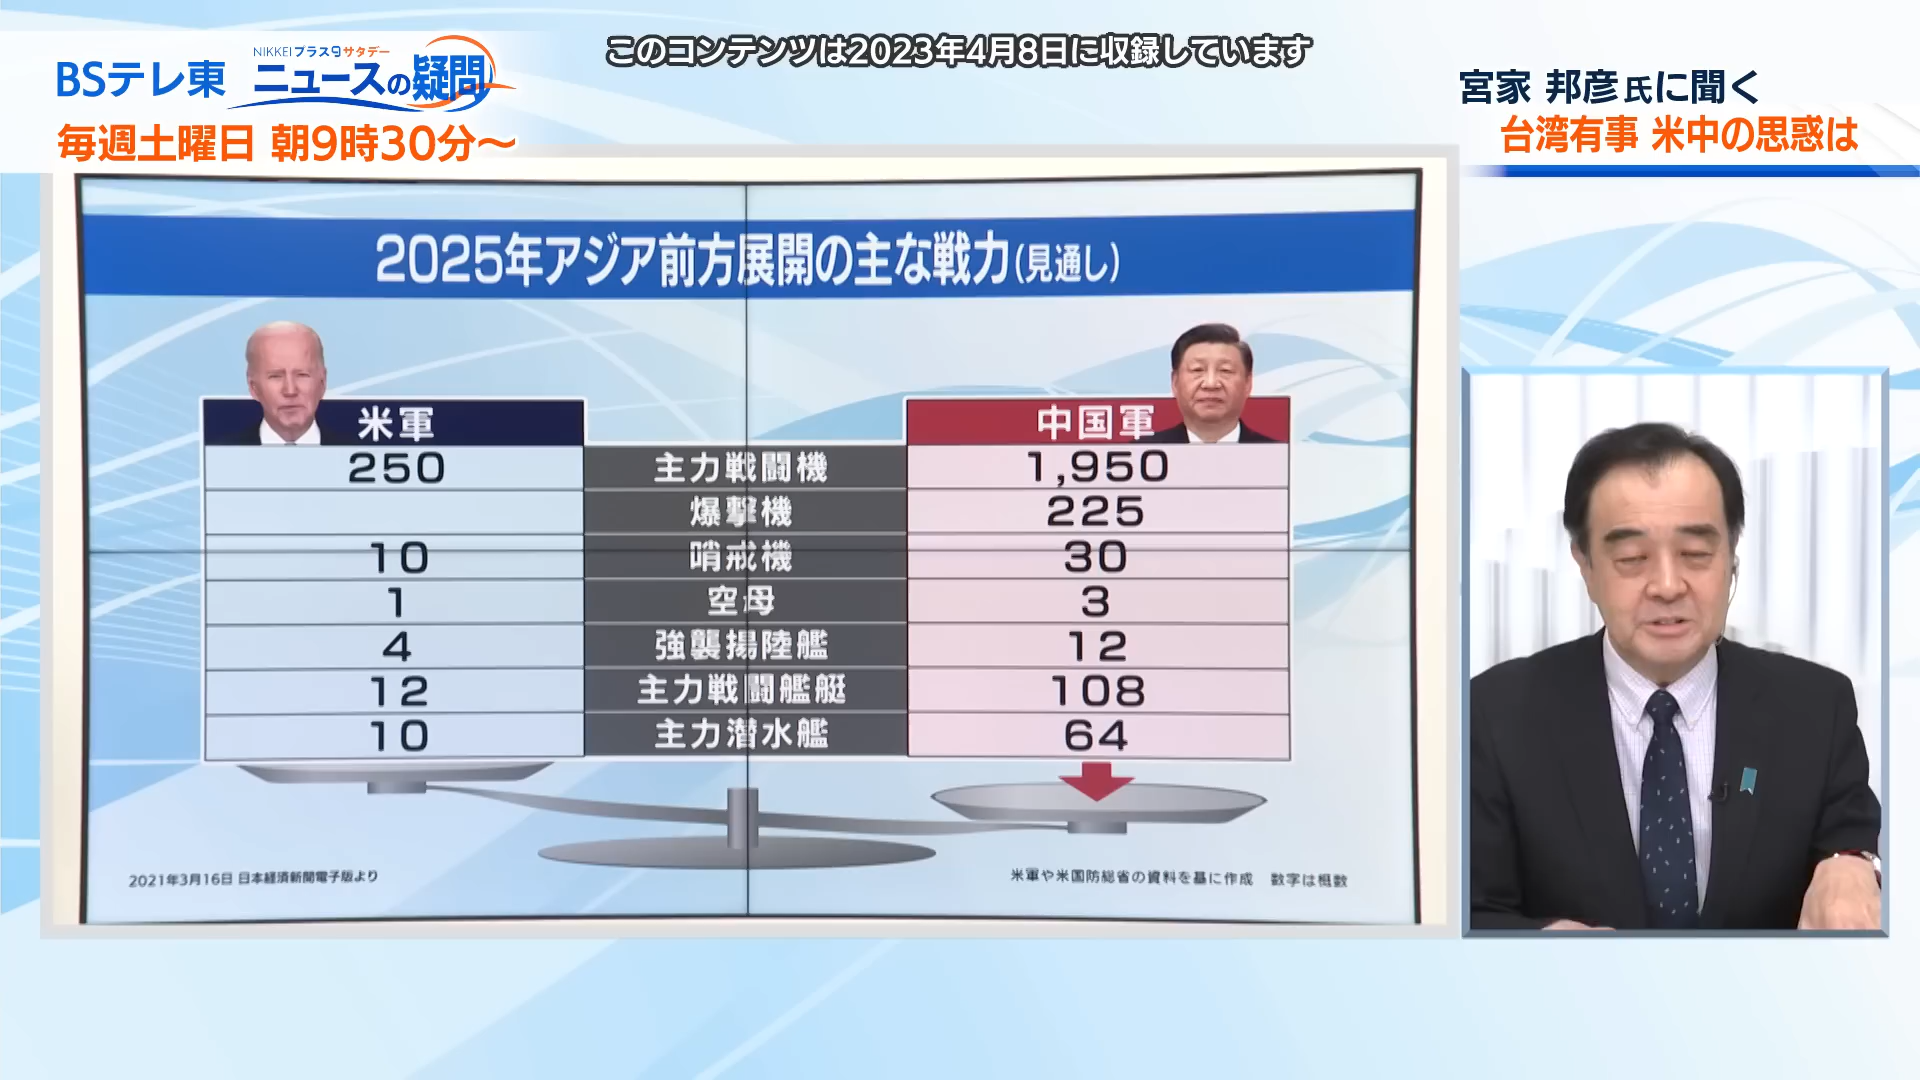 このコンテンツは2023年4月8日に収録しています
BSテレ東
NIKKEIプラス9サタデー
ニュースの疑問
毎週土曜日 朝9時30分〜
宮家 邦彦氏に聞く
台湾有事 米中の思惑は
2025年アジア前方展開の主な戦力(見通し)
米軍 中国軍
250 主力戦闘機 1,950
爆撃機 225
10 哨戒機 30
1 空母 3
4 強襲揚陸艦 12
12 主力戦闘艦艇 108
10 主力潜水艦 64
2021年3月16日 日本経済新聞電子版より
米軍や米国防総省の資料を基に作成 数字は概数